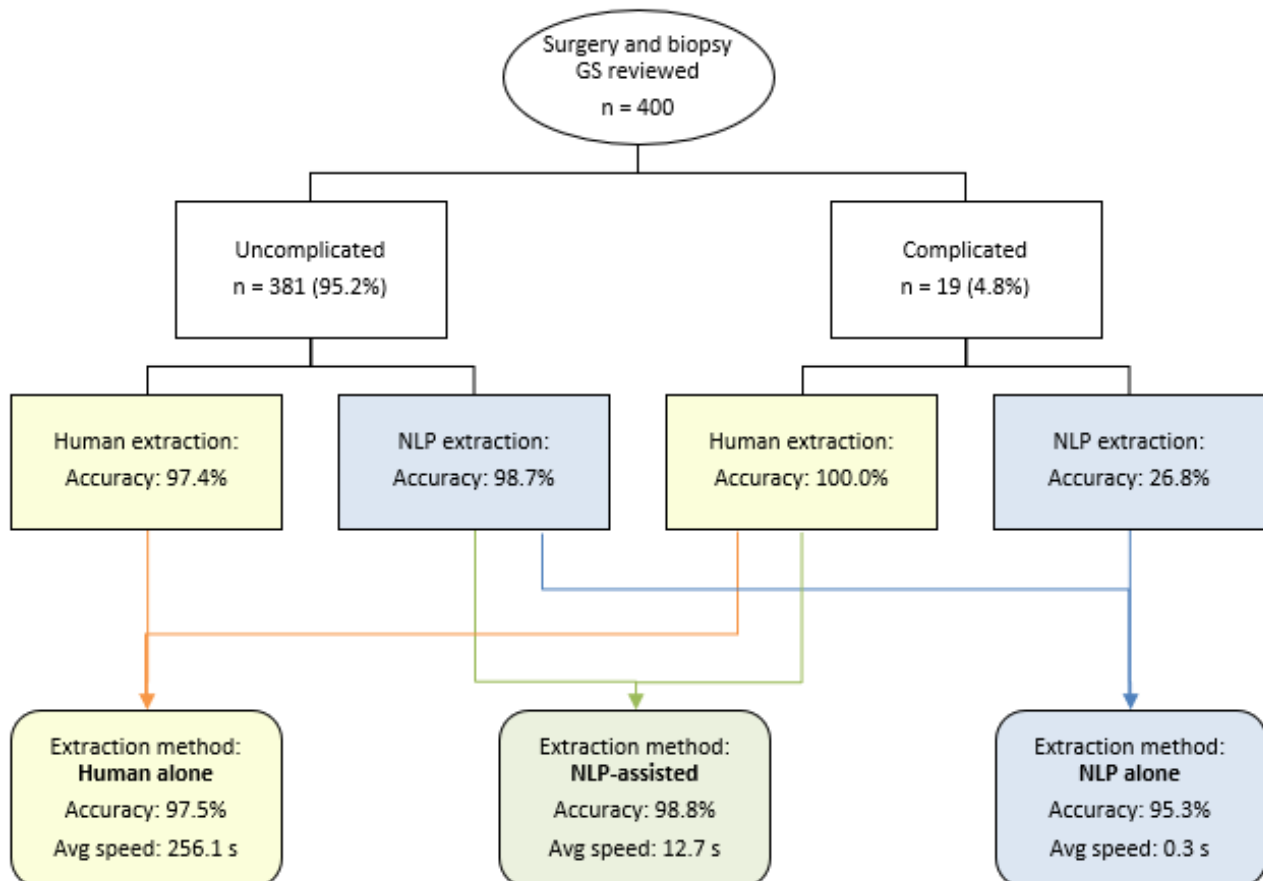 Surgery and biopsy
GS reviewed
n = 400
Uncomplicated
n = 381 (95.2%)
Complicated
n = 19 (4.8%)
Human extraction:
Accuracy: 97.4%
NLP extraction:
Accuracy: 98.7%
Human extraction:
Accuracy: 100.0%
NLP extraction:
Accuracy: 26.8%
Extraction method:
Human alone
Accuracy: 97.5%
Avg speed: 256.1 s
Extraction method:
NLP-assisted
Accuracy: 98.8%
Avg speed: 12.7 s
Extraction method:
NLP alone
Accuracy: 95.3%
Avg speed: 0.3 s